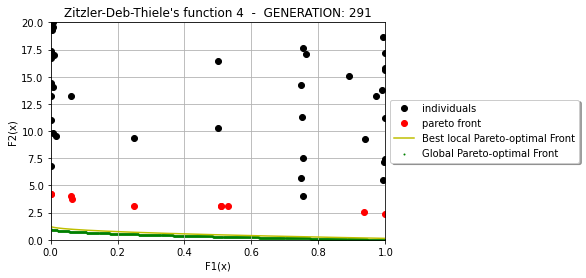 Zitzler-Deb-Thiele's function 4 - GENERATION: 291
20.0
17.5
15.0
12.5
10.0
7.5
5.0
2.5
0.0
F2(x)
0.0 0.2 0.4 0.6 0.8 1.0
F1(x)
individuals
pareto front
Best local Pareto-optimal Front
Global Pareto-optimal Front